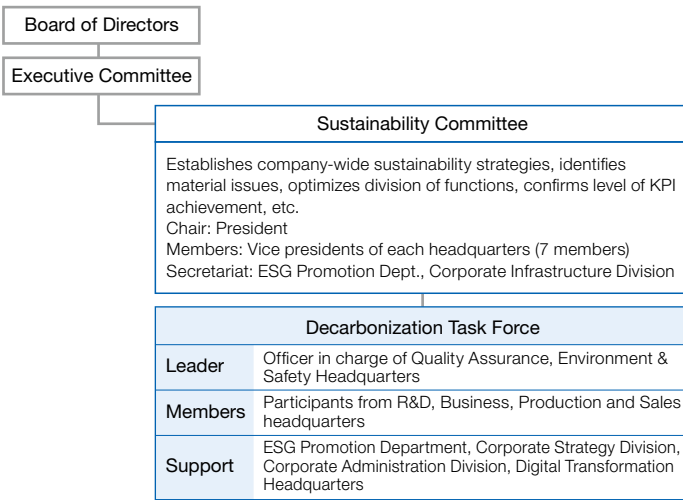 Board of Directors
Executive Committee
Sustainability Committee
Establishes company-wide sustainability strategies, identifies
material issues, optimizes division of functions, confirms level of KPI
achievement, etc.
Chair: President
Members: Vice presidents of each headquarters (7 members)
Secretariat: ESG Promotion Dept., Corporate Infrastructure Division
Decarbonization Task Force
Leader
Officer in charge of Quality Assurance, Environment &
Safety Headquarters
Members
Participants from R&D, Business, Production and Sales
headquarters
Support
ESG Promotion Department, Corporate Strategy Division,
Corporate Administration Division, Digital Transformation
Headquarters